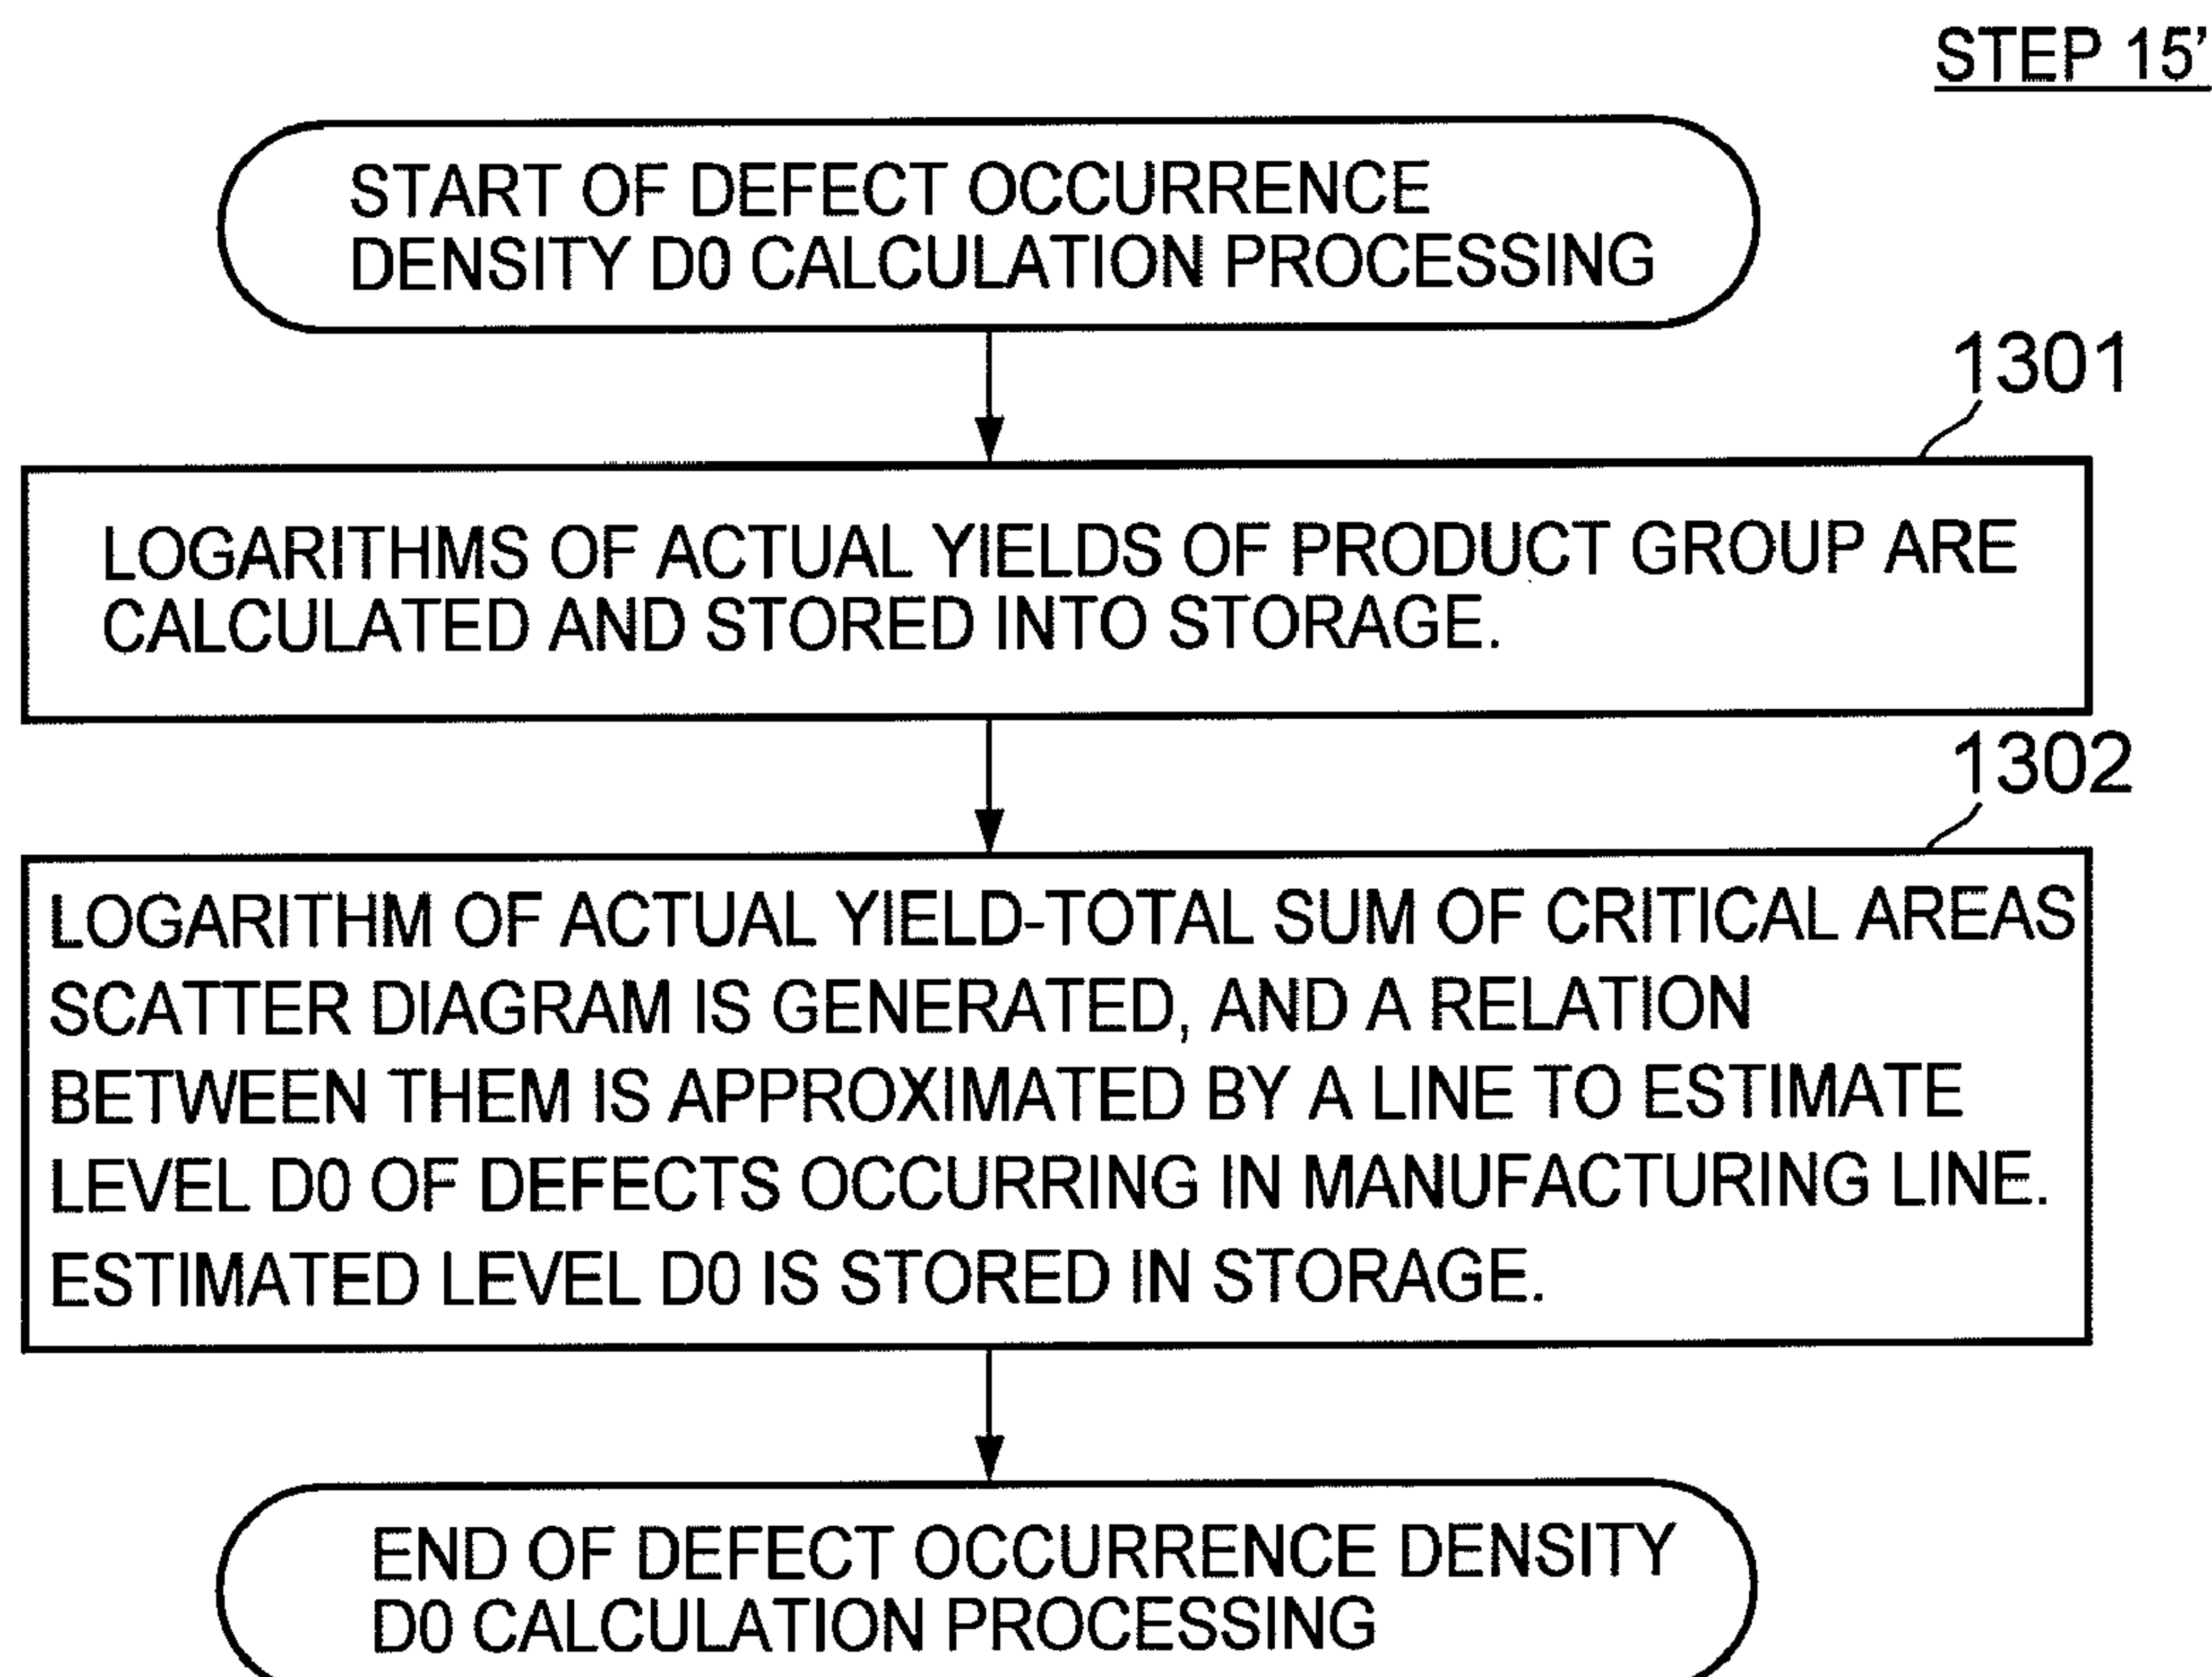 STEP 15'
START OF DEFECT OCCURRENCE
DENSITY D0 CALCULATION PROCESSING
1301
LOGARITHMS OF ACTUAL YIELDS OF PRODUCT GROUP ARE
CALCULATED AND STORED INTO STORAGE.
1302
LOGARITHM OF ACTUAL YIELD-TOTAL SUM OF CRITICAL AREAS
SCATTER DIAGRAM IS GENERATED, AND A RELATION
BETWEEN THEM IS APPROXIMATED BY A LINE TO ESTIMATE
LEVEL D0 OF DEFECTS OCCURRING IN MANUFACTURING LINE.
ESTIMATED LEVEL D0 IS STORED IN STORAGE.
END OF DEFECT OCCURRENCE DENSITY
D0 CALCULATION PROCESSING